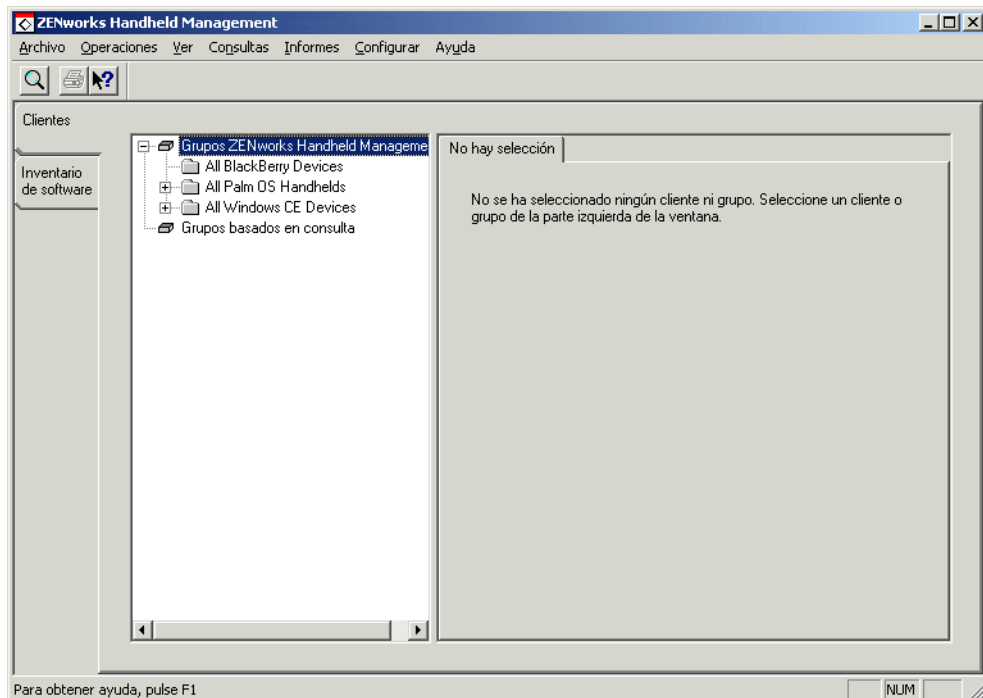 ZENworks Handheld Management
Archivo Operaciones Ver Consultas Informes Configurar Ayuda
Clientes
Inventario
de software
Grupos ZENworks Handheld Manageme
All BlackBerry Devices
All Palm OS Handhelds
All Windows CE Devices
Grupos basados en consulta
No hay selección
No se ha seleccionado ningún cliente ni grupo. Seleccione un cliente o
grupo de la parte izquierda de la ventana.
Para obtener ayuda, pulse F1
NUM